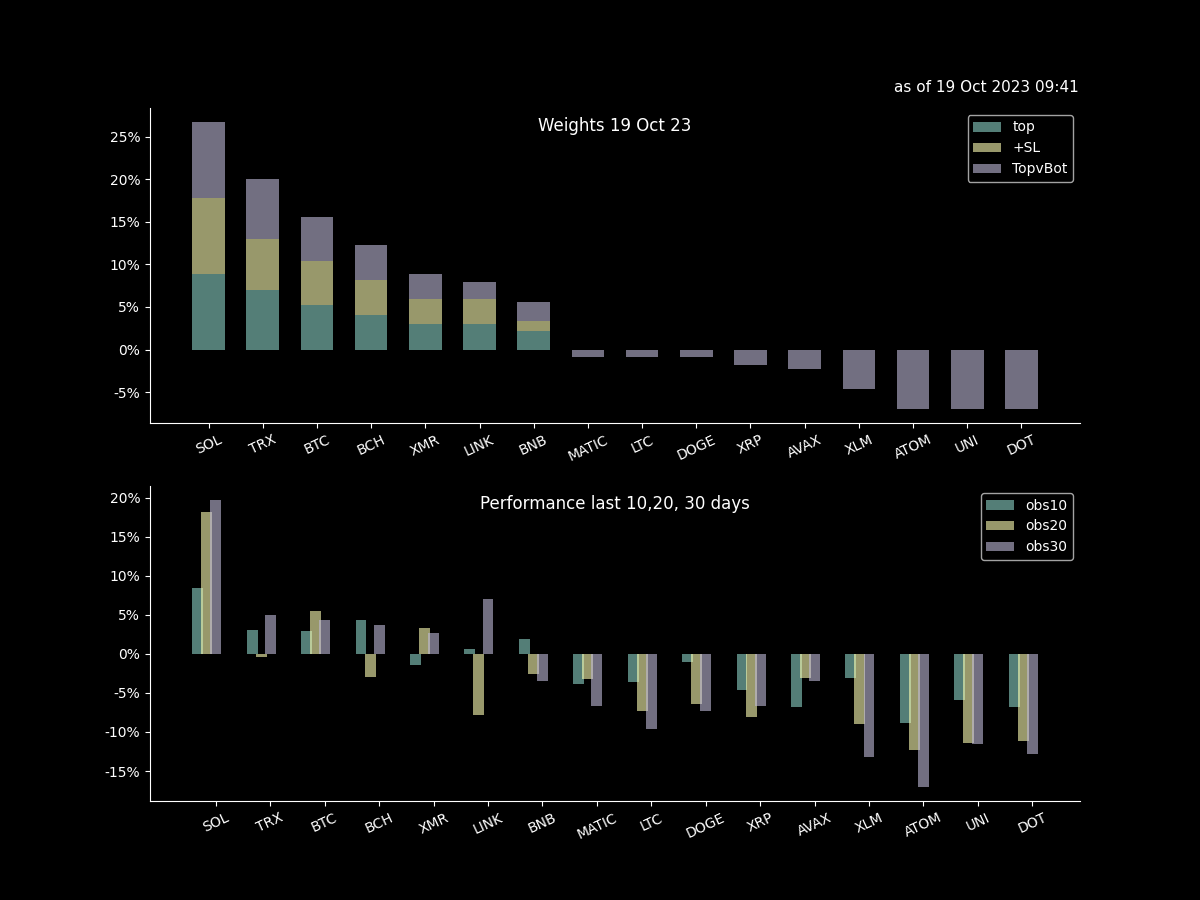 as of 19 Oct 2023 09:41
Weights 19 Oct 23
top
+SL
TopvBot
25%
20%
15%
10%
5%
0%
-5%
SOL TRX BTC BCH XMR LINK BNB MATIC LTC DOGE XRP AVAX XLM ATOM UNI DOT
Performance last 10,20, 30 days
obs10
obs20
obs30
20%
15%
10%
5%
0%
-5%
-10%
-15%
SOL TRX BTC BCH XMR LINK BNB MATIC LTC DOGE XRP AVAX XLM ATOM UNI DOT